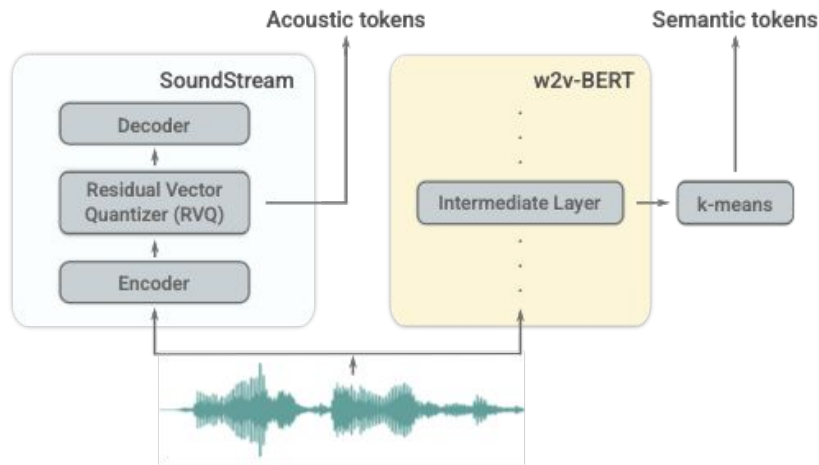 Acoustic tokens
Semantic tokens
SoundStream
w2v-BERT
Decoder
Residual Vector
Quantizer (RVQ)
Encoder
Intermediate Layer
k-means